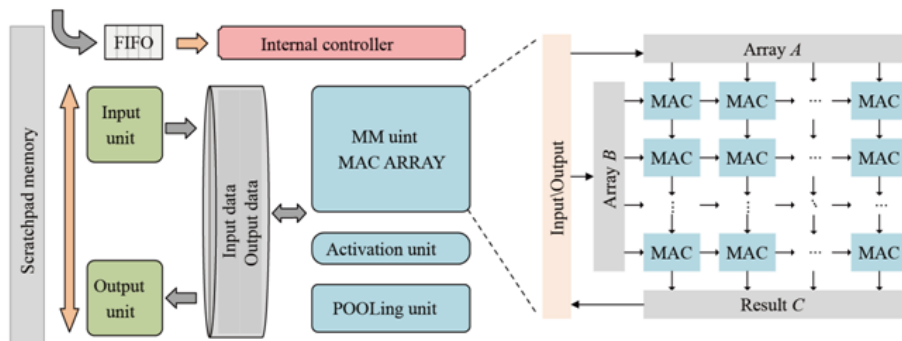 FIFO
Internal controller
Scratchpad memory
Input
unit
Output
unit
Input data
Output data
MM uint
MAC ARRAY
Activation unit
POOLing unit
Input\Output
Array A
Array B
MAC MAC ... MAC
MAC MAC ... MAC
MAC MAC ... MAC
Result C